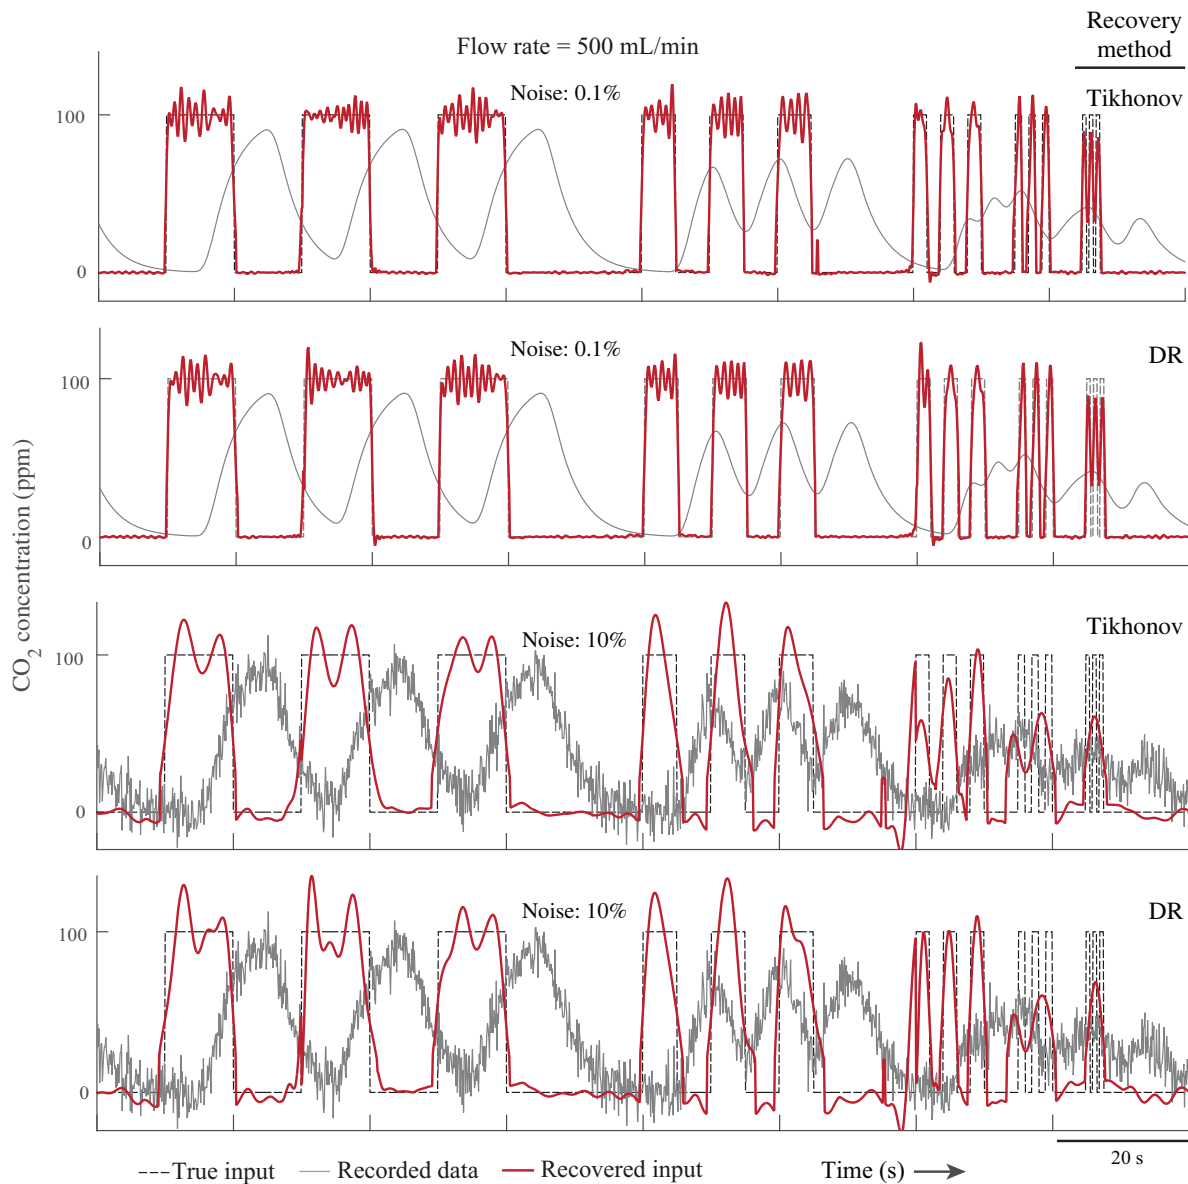 Recovery
method
Flow rate = 500 mL/min
Noise: 0.1%
Tikhonov
100
0
Noise: 0.1%
DR
100
0
CO2 concentration (ppm)
Noise: 10%
Tikhonov
100
0
Noise: 10%
DR
100
0
True input
Recorded data
Recovered input
Time (s)
20 s